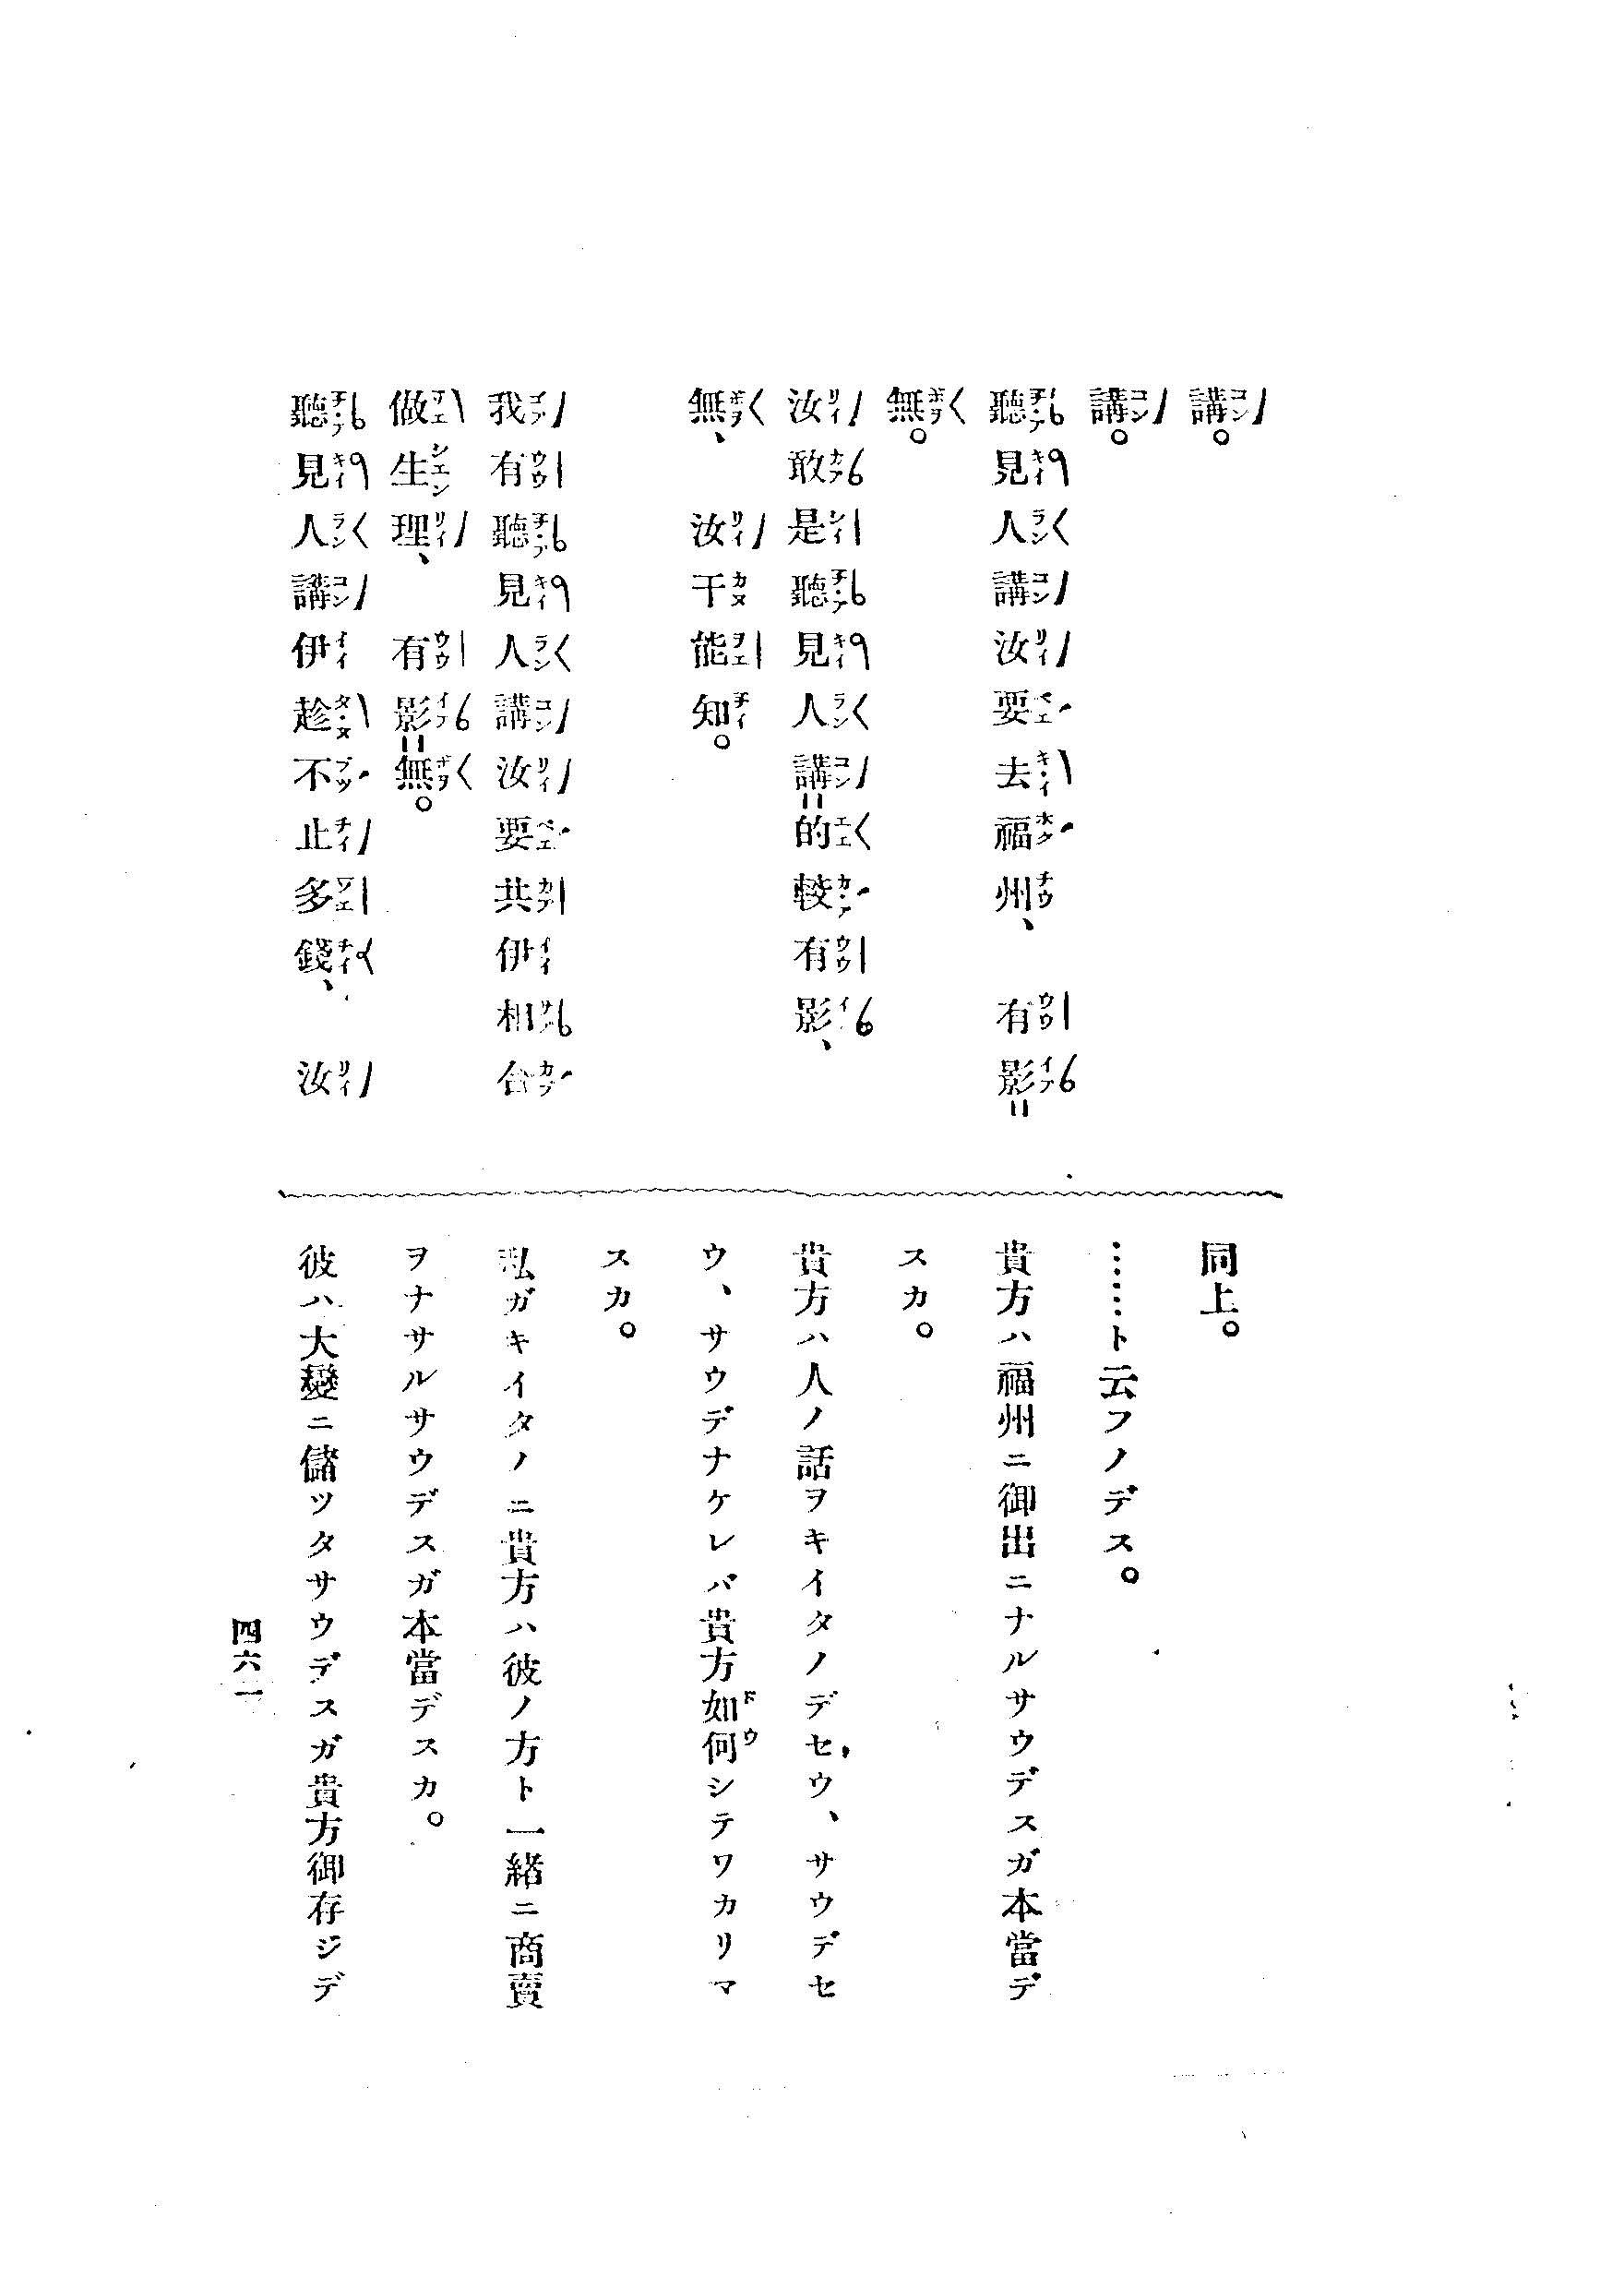 講。
講。
聽見人講汝要去福州、有影=
無。
汝敢是聽見人講=的較有影、
無、汝干能知。
我有聽見人講汝要共伊相合
做生理、有影=無。
聽見人講伊趁不止多錢、汝
同上。
……ト云フノデス。
貴方ハ福州ニ御出ニナルサウデスガ本當デ
スカ。
貴方ハ人ノ話ヲキイタノデセウ、サウデセ
ウ、サウデナケレバ貴方如何シテワカリマ
スカ。
私ガキイタノニ貴方ハ彼ノ方ト一緒ニ商賣
ヲナサルサウデスガ本當デスカ。
彼ハ大變ニ儲ツタサウデスガ貴方御存ジデ
四六一